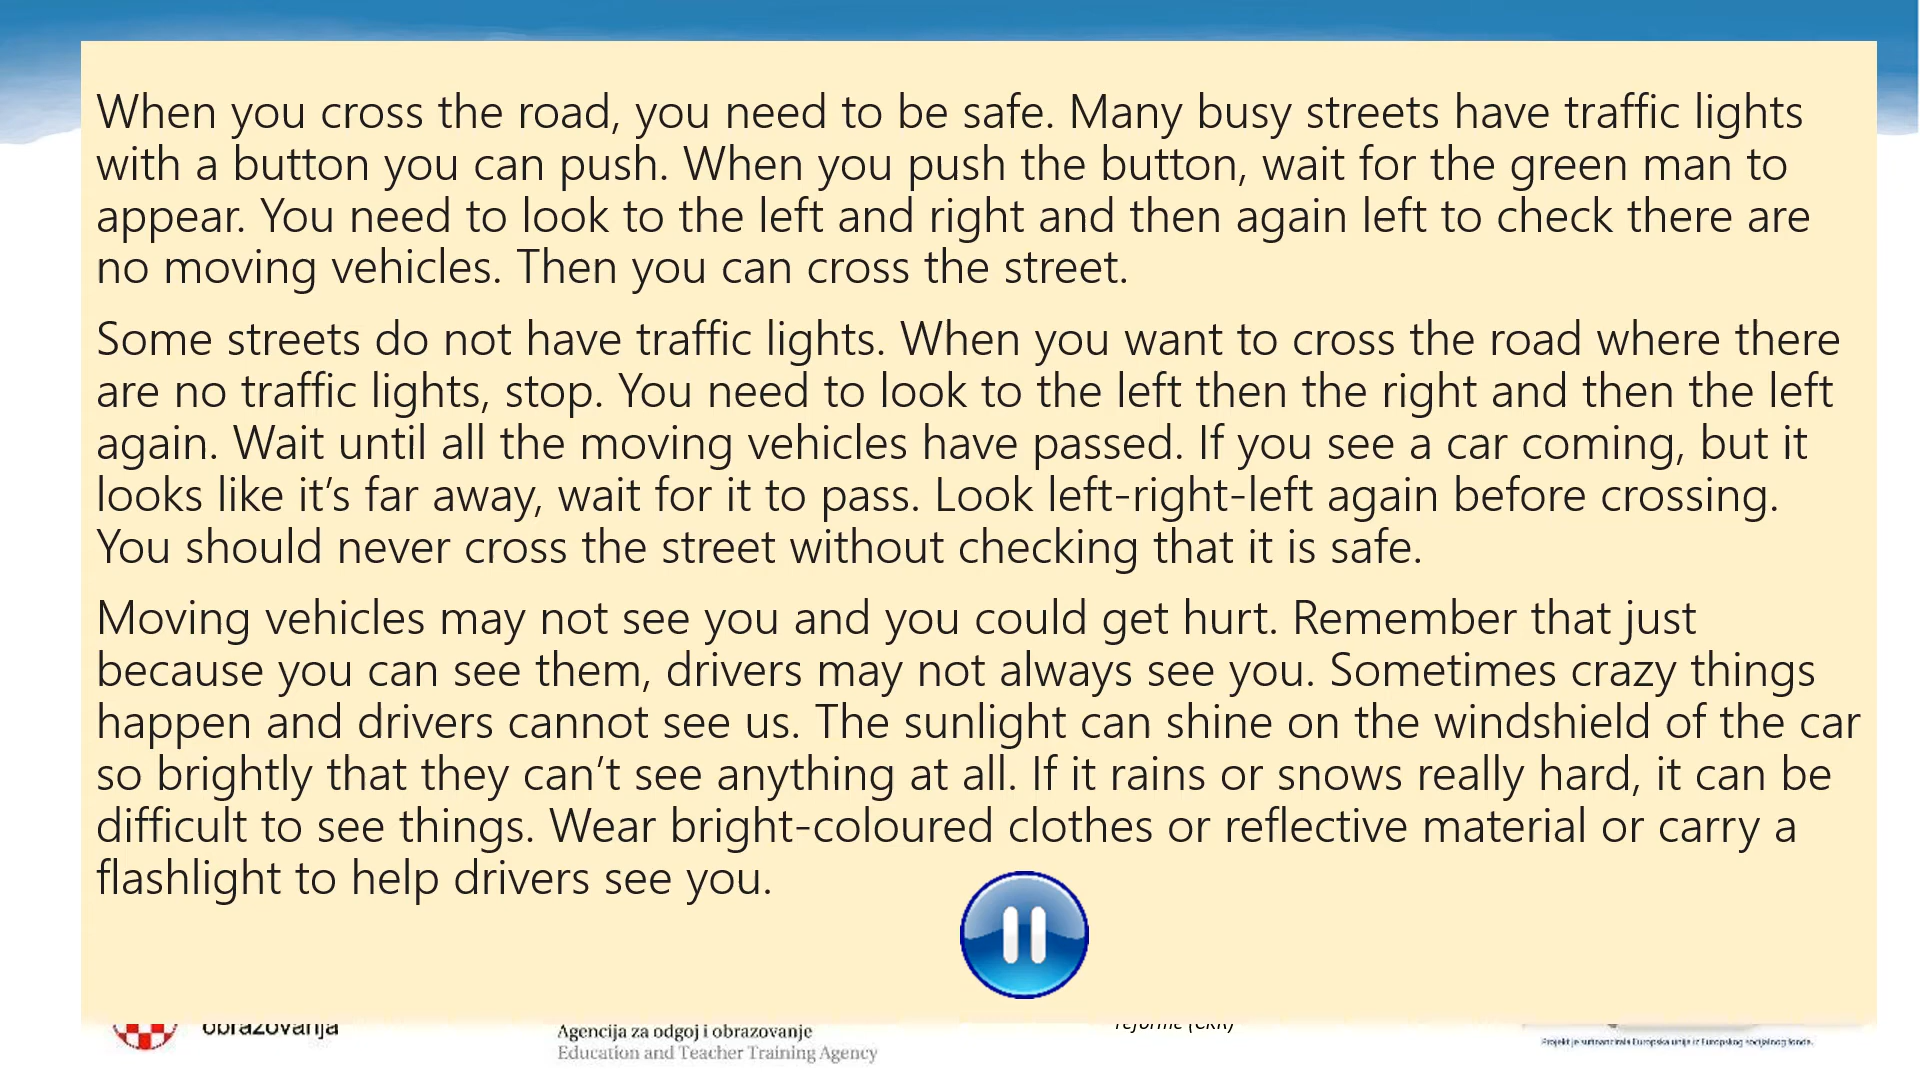 When you cross the road, you need to be safe. Many busy streets have traffic lights
with a button you can push. When you push the button, wait for the green man to
appear. You need to look to the left and right and then again left to check there are
no moving vehicles. Then you can cross the street.
Some streets do not have traffic lights. When you want to cross the road where there
are no traffic lights, stop. You need to look to the left then the right and then the left
again. Wait until all the moving vehicles have passed. If you see a car coming, but it
looks like it’s far away, wait for it to pass. Look left-right-left again before crossing.
You should never cross the street without checking that it is safe.
Moving vehicles may not see you and you could get hurt. Remember that just
because you can see them, drivers may not always see you. Sometimes crazy things
happen and drivers cannot see us. The sunlight can shine on the windshield of the car
so brightly that they can’t see anything at all. If it rains or snows really hard, it can be
difficult to see things. Wear bright-coloured clothes or reflective material or carry a
flashlight to help drivers see you.
obrazovanja
Agencija za odgoj i obrazovanje
Education and Teacher Training Agency
reforme (CKR)
Projekt je sufinancirala Europska unija iz Europskog socijalnog fonda.